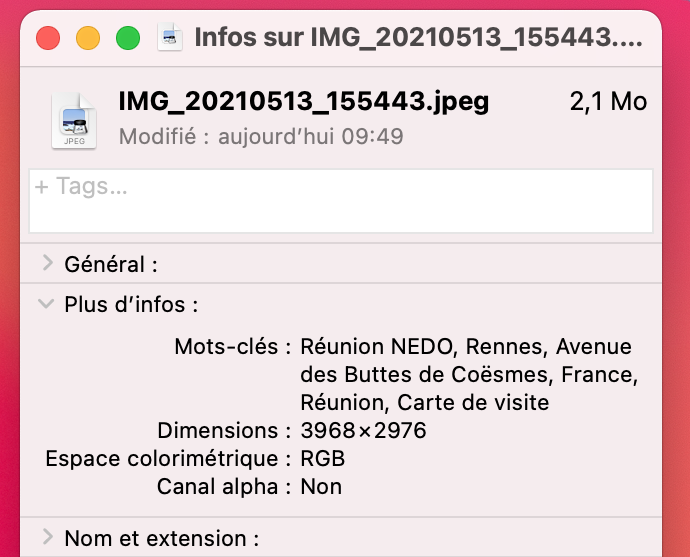 Infos sur IMG_20210513_155443....
IMG_20210513_155443.jpeg 2,1 Mo
JPEG
Modifié : aujourd’hui 09:49
+ Tags...
Général :
Plus d’infos :
Mots-clés : Réunion NEDO, Rennes, Avenue
des Buttes de Coësmes, France,
Réunion, Carte de visite
Dimensions : 3968×2976
Espace colorimétrique : RGB
Canal alpha : Non
Nom et extension :